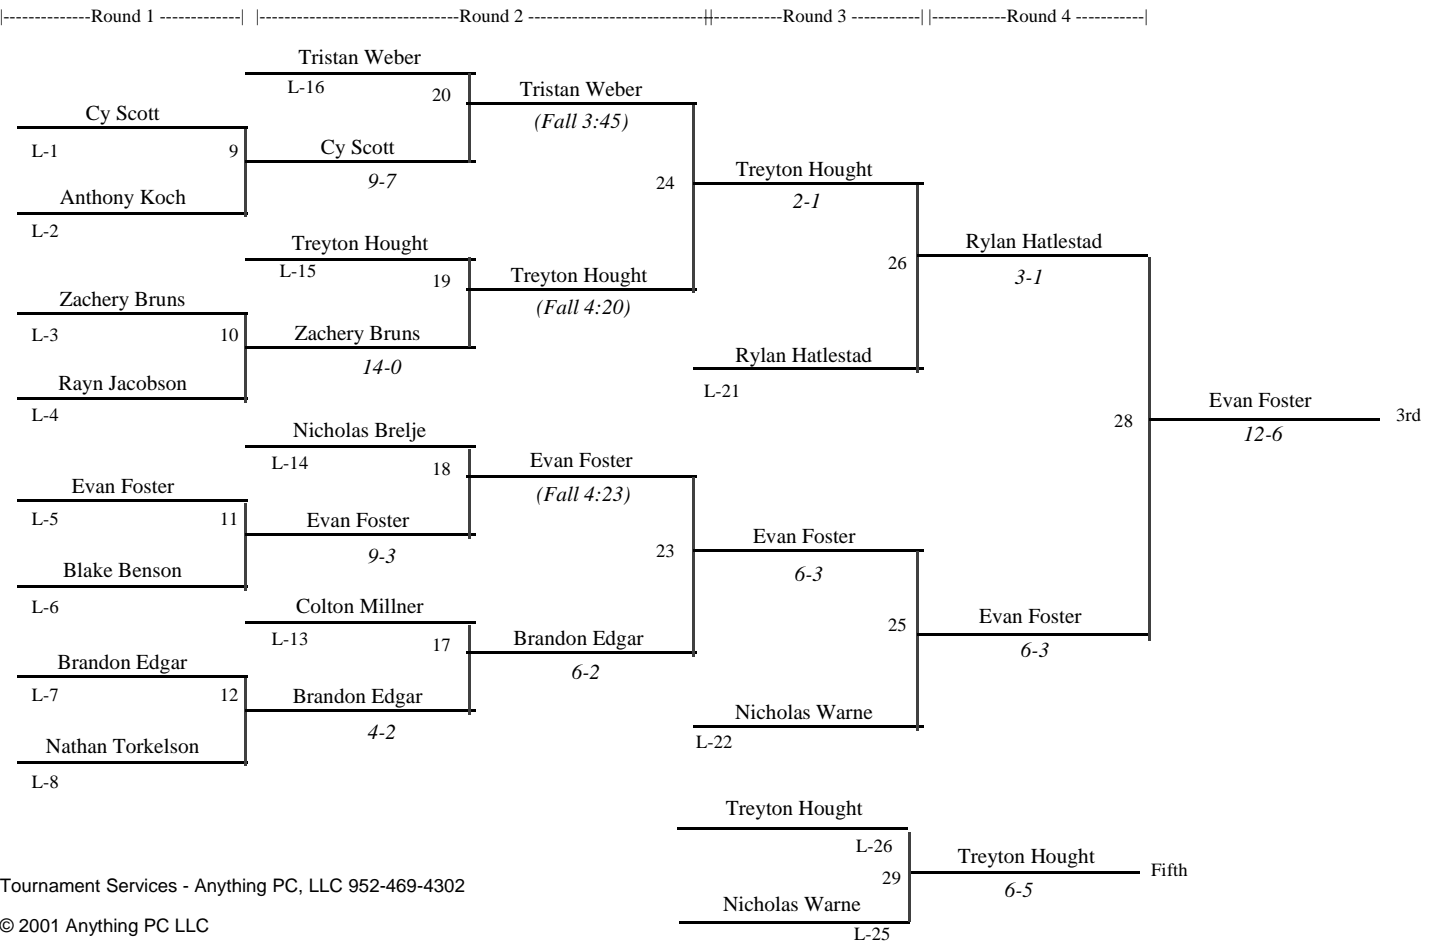 |--------------Round 1 -------------| |-------------------------------Round 2 ---------------------------||-----------Round 3 -----------| |------------Round 4 -----------|
Tristan Weber
L-16
20
Tristan Weber
(Fall 3:45)
Cy Scott
L-1
9
Cy Scott
9-7
24
Treyton Hought
2-1
Anthony Koch
L-2
Treyton Hought
L-15
19
Treyton Hought
(Fall 4:20)
26
Rylan Hatlestad
3-1
Zachery Bruns
L-3
10
Zachery Bruns
14-0
Rylan Hatlestad
L-21
Rayn Jacobson
L-4
28
Evan Foster
12-6
3rd
Nicholas Brelje
L-14
18
Evan Foster
(Fall 4:23)
Evan Foster
L-5
11
Evan Foster
9-3
23
Evan Foster
6-3
Blake Benson
L-6
Colton Millner
L-13
17
Brandon Edgar
6-2
25
Evan Foster
6-3
Brandon Edgar
L-7
12
Brandon Edgar
4-2
Nicholas Warne
L-22
Nathan Torkelson
L-8
Treyton Hought
L-26
29
Treyton Hought
6-5
Fifth
Nicholas Warne
L-25
Tournament Services - Anything PC, LLC 952-469-4302
© 2001 Anything PC LLC